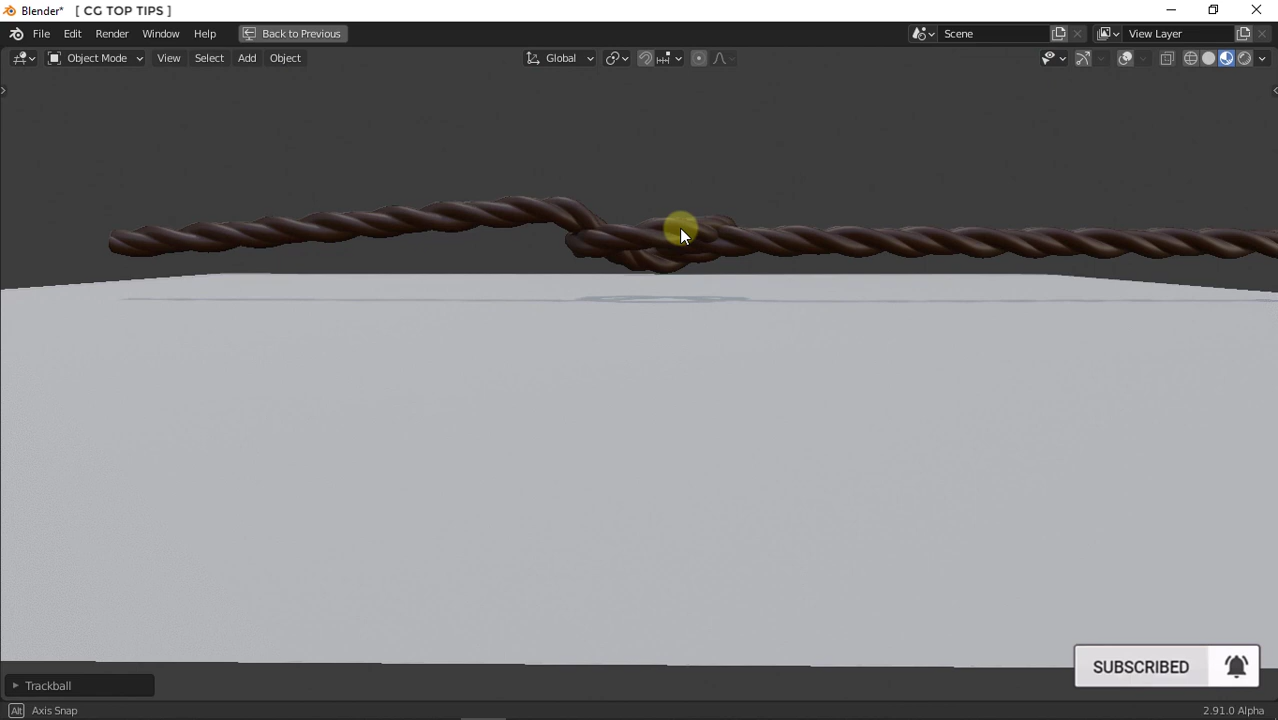 Blender* [ CG TOP TIPS ]
File Edit Render Window Help Back to Previous Scene View Layer
Object Mode View Select Add Object Global
SUBSCRIBED
Trackball
Alt Axis Snap 2.91.0 Alpha